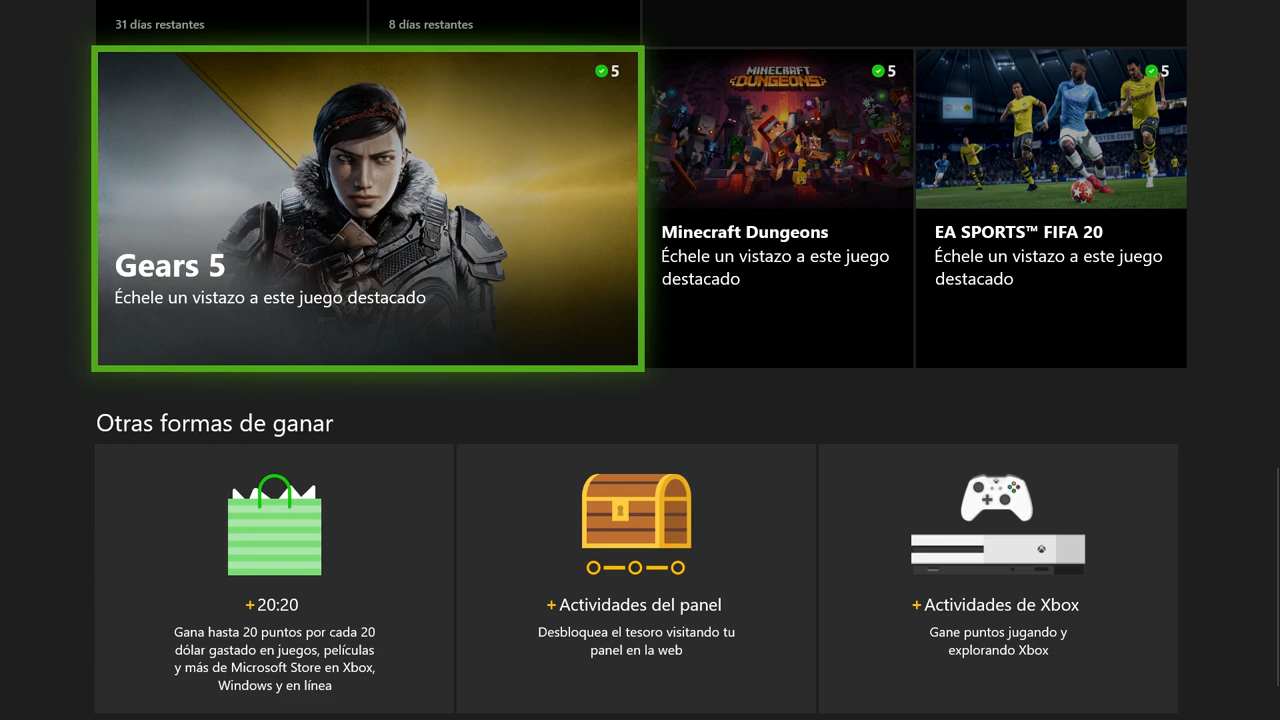 31 días restantes
8 días restantes
5
5
5
MINECRAFT
DUNGEONS
Gears 5
Échele un vistazo a este juego destacado
Minecraft Dungeons
Échele un vistazo a este juego
destacado
EA SPORTS™ FIFA 20
Échele un vistazo a este juego
destacado
Otras formas de ganar
+20:20
Gana hasta 20 puntos por cada 20
dólar gastado en juegos, películas
y más de Microsoft Store en Xbox,
Windows y en línea
+Actividades del panel
Desbloquea el tesoro visitando tu
panel en la web
+Actividades de Xbox
Gane puntos jugando y
explorando Xbox